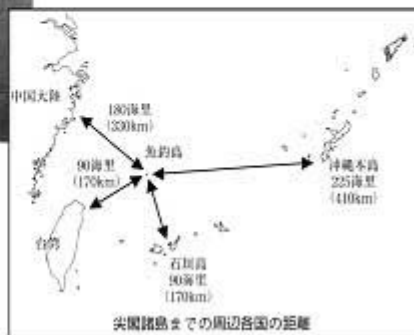 中国大陸
180海里
(330km)
魚釣島
90海里
(170km)
沖縄本島
225海里
(410km)
台湾
石垣島
90海里
(170km)
尖閣諸島までの周辺各国の距離